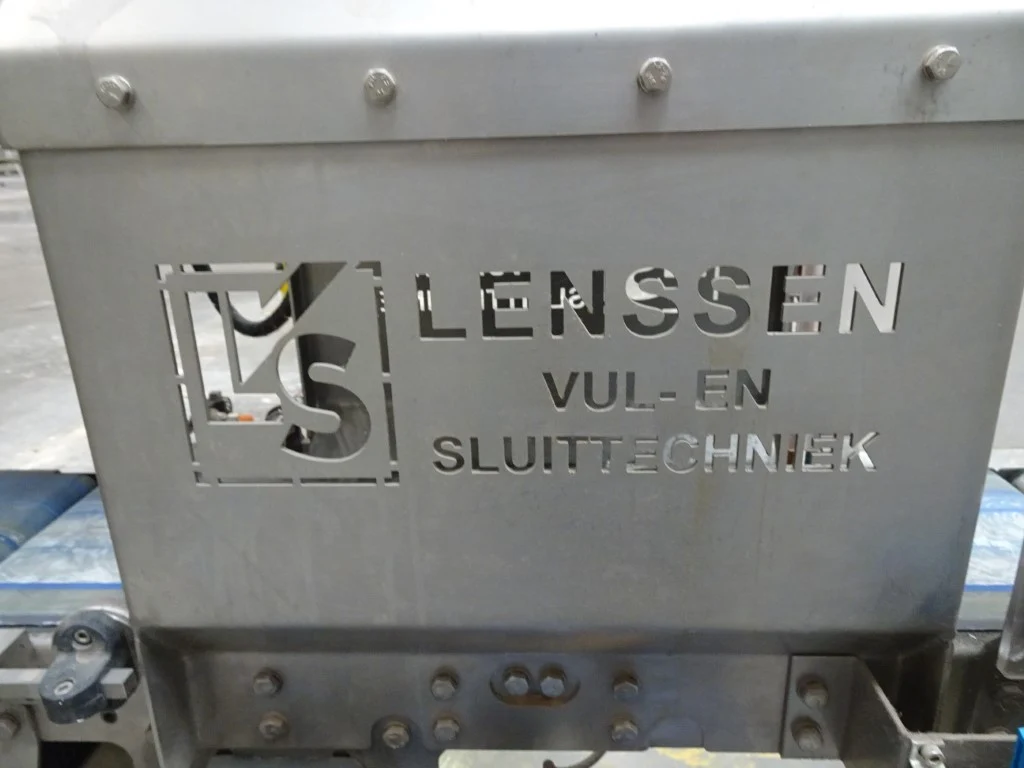 LS
LENSSEN
VUL- EN
SLUITTECHNIEK